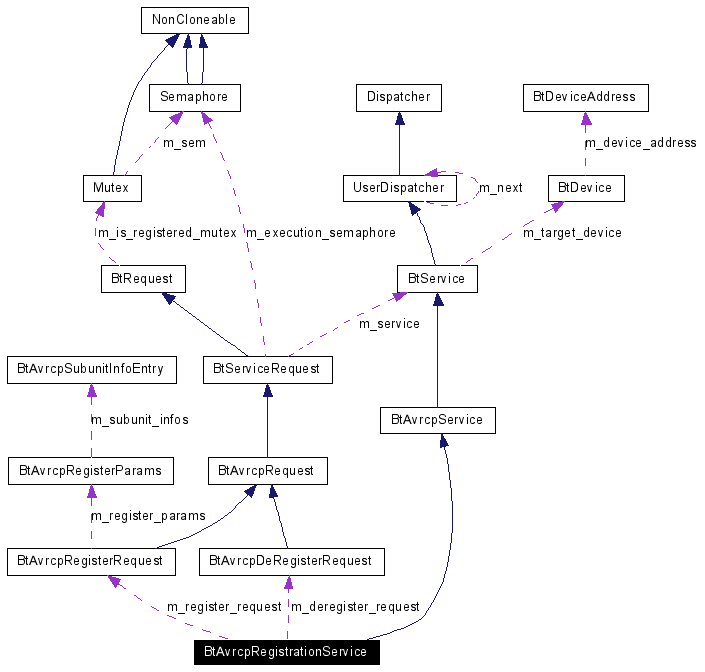 NonCloneable
Semaphore
Dispatcher
BtDeviceAddress
m_sem
m_device_address
Mutex
UserDispatcher
m_next
BtDevice
m_is_registered_mutex
m_execution_semaphore
m_target_device
BtRequest
BtService
m_service
BtAvrcpSubunitInfoEntry
BtServiceRequest
m_subunit_infos
BtAvrcpService
BtAvrcpRegisterParams
BtAvrcpRequest
m_register_params
BtAvrcpRegisterRequest
BtAvrcpDeRegisterRequest
m_register_request
m_deregister_request
BtAvrcpRegistrationService